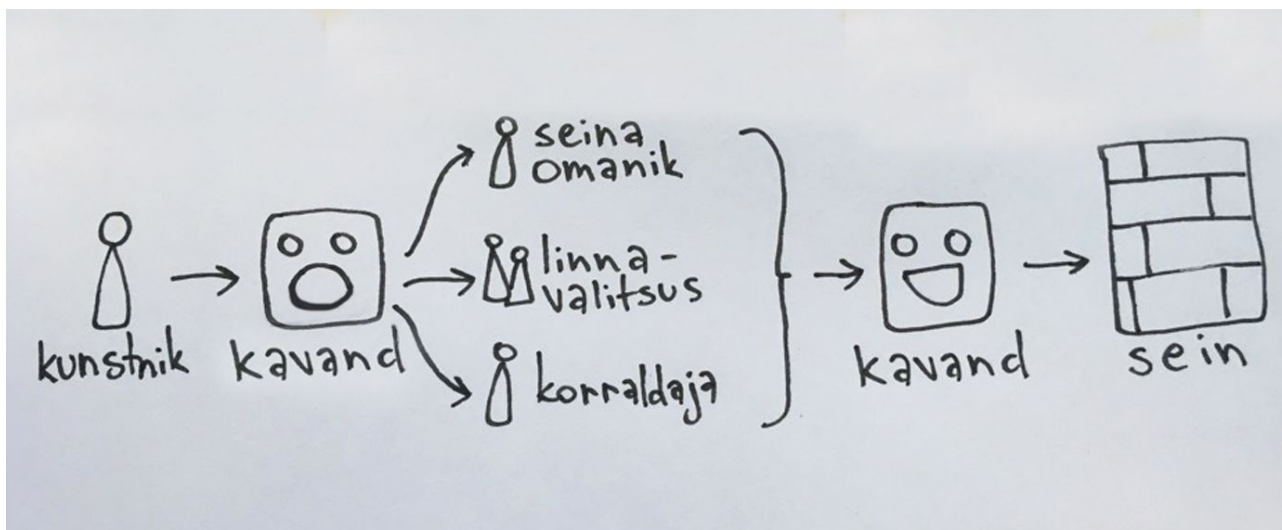 kunstnik
kavand
seina
omanik
linna-
valitsus
korraldaja
kavand
sein